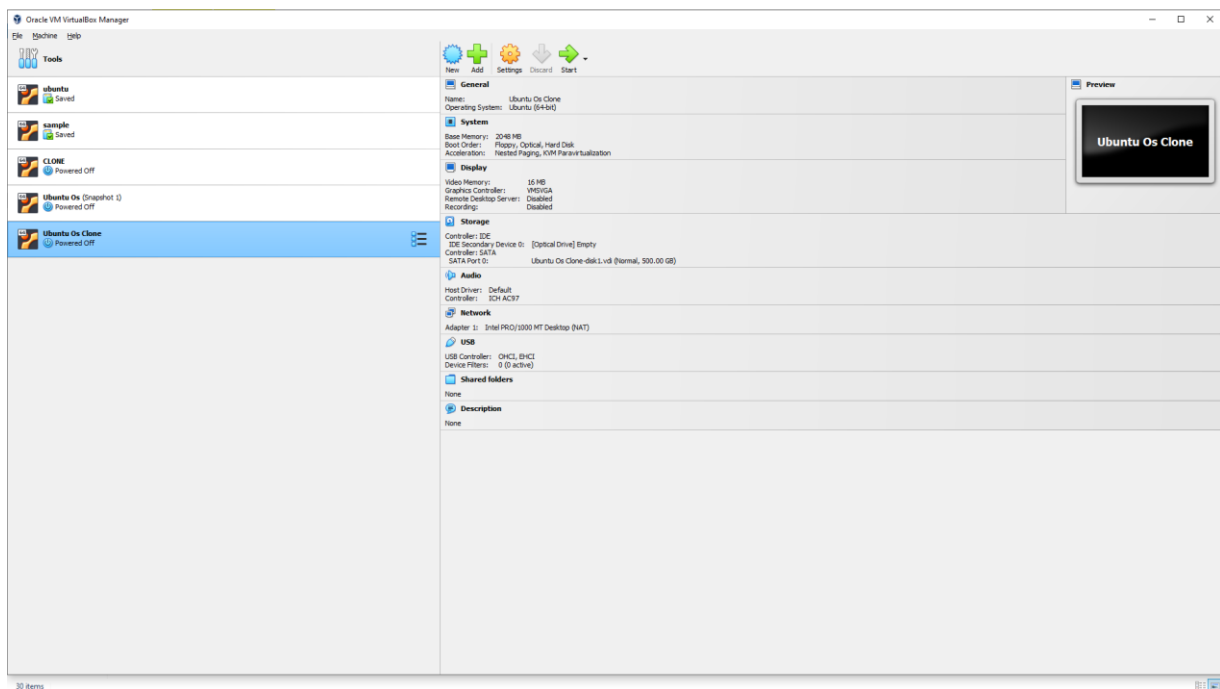 Oracle VM VirtualBox Manager
File Machine Help
Tools
New Add Settings Discard Start
ubuntu
Saved
sample
Saved
CLONE
Powered Off
Ubuntu Os (Snapshot 1)
Powered Off
Ubuntu Os Clone
Powered Off
General
Name: Ubuntu Os Clone
Operating System: Ubuntu (64-bit)
System
Base Memory: 2048 MB
Boot Order: Floppy, Optical, Hard Disk
Acceleration: Nested Paging, KVM Paravirtualization
Display
Video Memory: 16 MB
Graphics Controller: VMSVGA
Remote Desktop Server: Disabled
Recording: Disabled
Storage
Controller: IDE
IDE Secondary Device 0: [Optical Drive] Empty
Controller: SATA
SATA Port 0: Ubuntu Os Clone-disk1.vdi (Normal, 500.00 GB)
Audio
Host Driver: Default
Controller: ICH AC97
Network
Adapter 1: Intel PRO/1000 MT Desktop (NAT)
USB
USB Controller: OHCI, EHCI
Device Filters: 0 (0 active)
Shared folders
None
Description
None
Preview
Ubuntu Os Clone
30 items